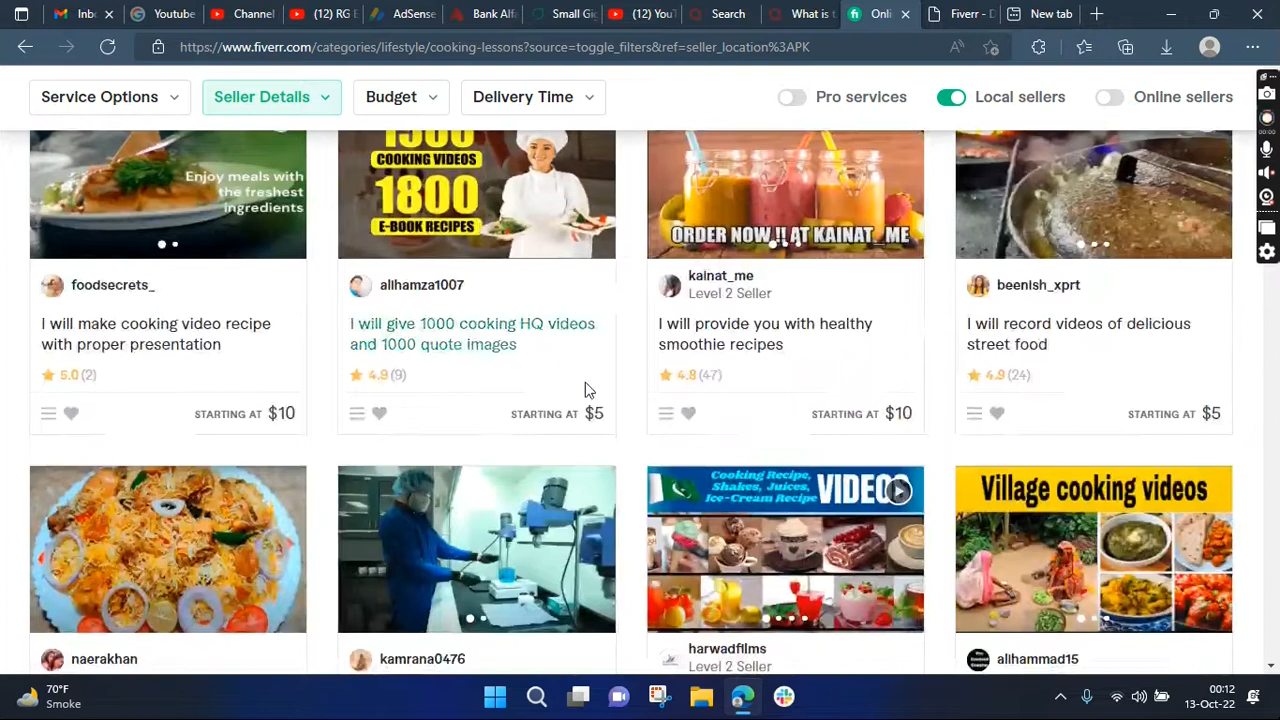 Inb
Youtube
Channel
(12) RG E
AdSense
Bank Alfa
Small Gig
(12) YouT
Search
What is t
Onli
Fiverr - D
New tab
https://www.fiverr.com/categories/lifestyle/cooking-lessons?source=toggle_filters&ref=seller_location%3APK
Service Options
Seller Details
Budget
Delivery Time
Pro services
Local sellers
Online sellers
Enjoy meals with
the freshest
ingredients
1500
COOKING VIDEOS
1800
E-BOOK RECIPES
ORDER NOW !! AT KAINAT_ME
foodsecrets_
alihamza1007
kainat_me
Level 2 Seller
beenish_xprt
I will make cooking video recipe
with proper presentation
I will give 1000 cooking HQ videos
and 1000 quote images
I will provide you with healthy
smoothie recipes
I will record videos of delicious
street food
5.0 (2)
4.9 (9)
4.8 (47)
4.9 (24)
STARTING AT $10
STARTING AT $5
STARTING AT $10
STARTING AT $5
Cooking Recipe,
Shakes, Juices,
Ice-Cream Recipe
VIDEO
Village cooking videos
naerakhan
kamrana0476
harwadfilms
Level 2 Seller
alihammad15
70°F
Smoke
00:12
13-Oct-22